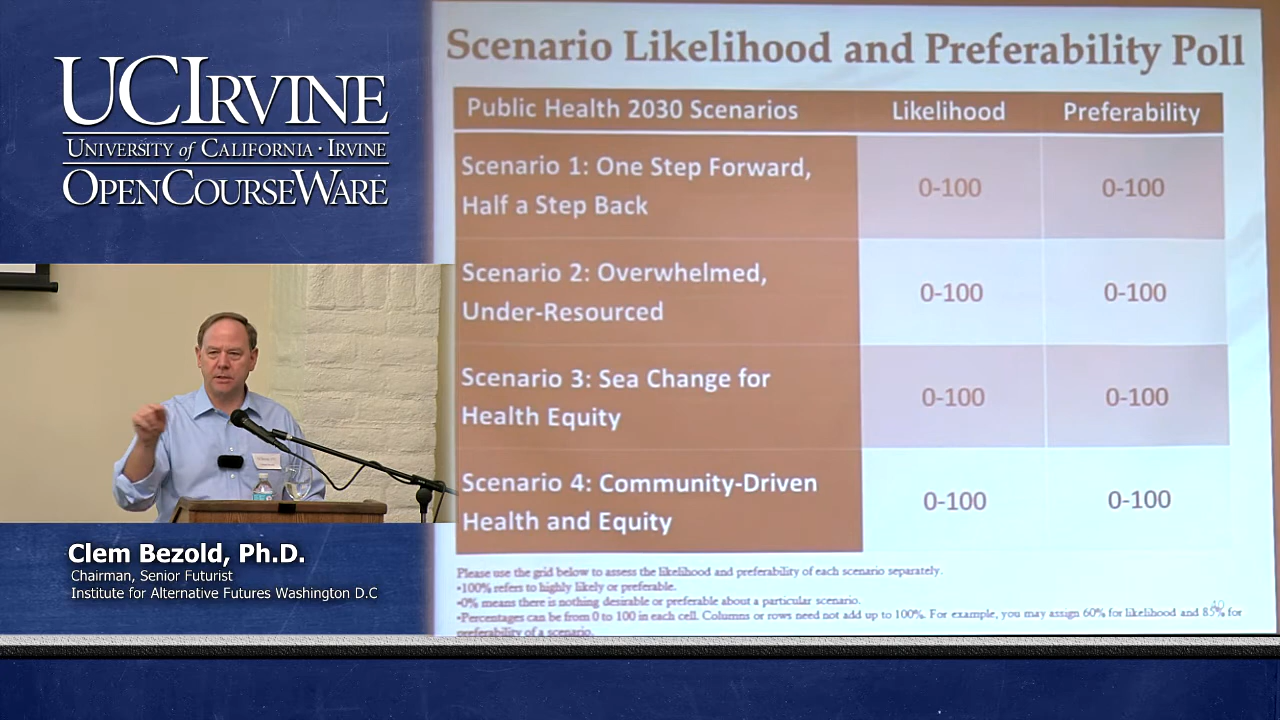 UCIRVINE
UNIVERSITY of CALIFORNIA · IRVINE
OPENCOURSEWARE
Clem Bezold, Ph.D.
Chairman, Senior Futurist
Institute for Alternative Futures Washington D.C
Scenario Likelihood and Preferability Poll
Public Health 2030 Scenarios Likelihood Preferability
Scenario 1: One Step Forward,
Half a Step Back
0-100 0-100
Scenario 2: Overwhelmed,
Under-Resourced
0-100 0-100
Scenario 3: Sea Change for
Health Equity
0-100 0-100
Scenario 4: Community-Driven
Health and Equity
0-100 0-100
Please use the grid below to assess the likelihood and preferability of each scenario separately.
•100% refers to highly likely or preferable.
•0% means there is nothing desirable or preferable about a particular scenario.
•Percentages can be from 0 to 100 in each cell. Columns or rows need not add up to 100%. For example, you may assign 60% for likelihood and 85% for
preferability of a scenario.